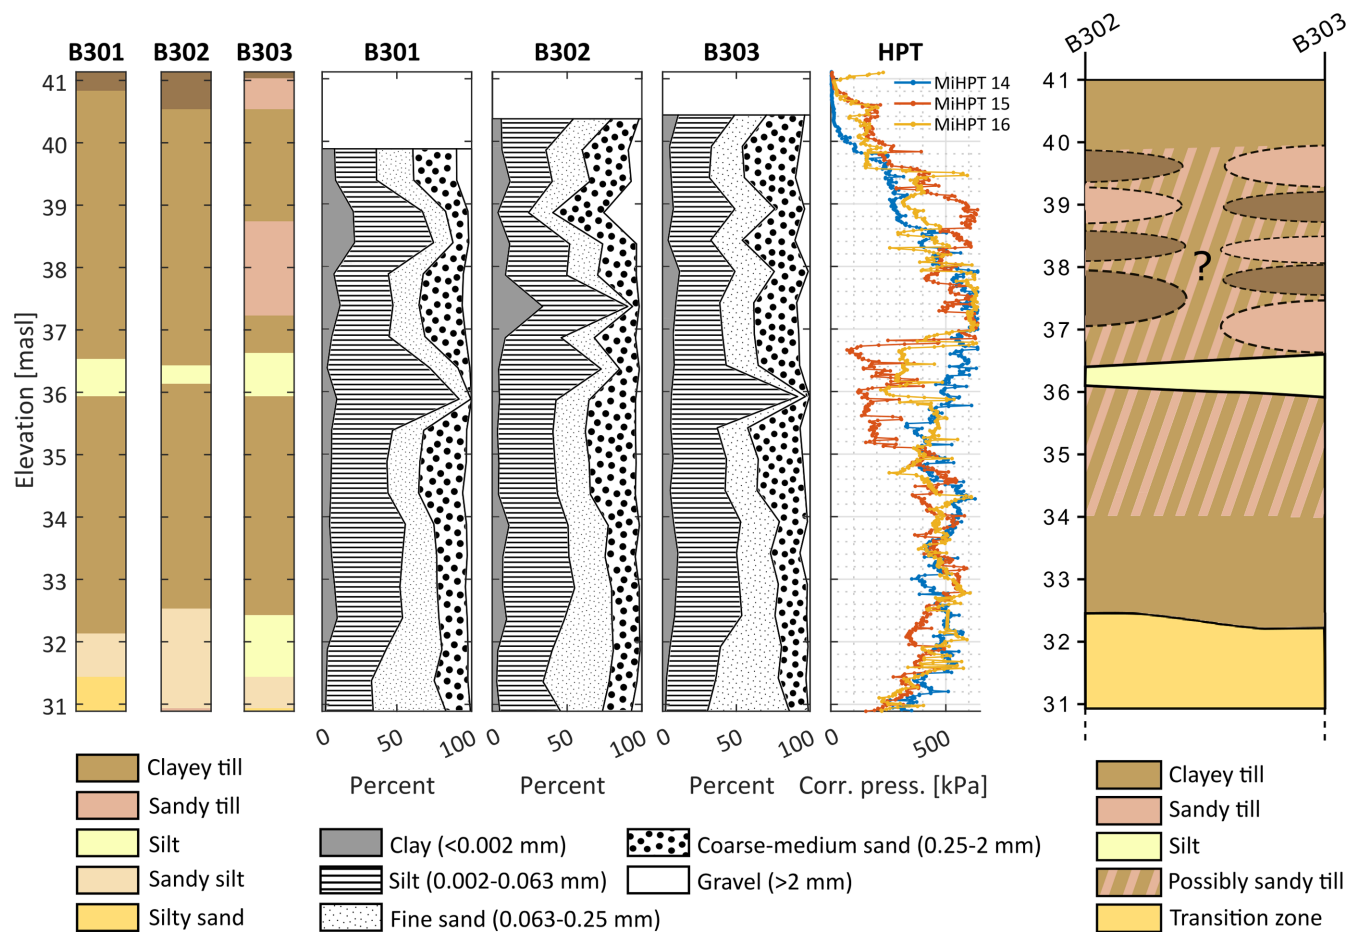 B301
B302
B303
B301
B302
B303
HPT
B302
B303
MiHPT 14
MiHPT 15
MiHPT 16
Elevation [masl]
41
40
39
38
37
36
35
34
33
32
31
41
40
39
38
37
36
35
34
33
32
31
?
0
100
0
100
0
100
0
500
Percent
Percent
Percent
Corr. press. [kPa]
Clayey till
Sandy till
Silt
Sandy silt
Silty sand
Clay (<0.002 mm)
Silt (0.002-0.063 mm)
Fine sand (0.063-0.25 mm)
Coarse-medium sand (0.25-2 mm)
Gravel (>2 mm)
Clayey till
Sandy till
Silt
Possibly sandy till
Transition zone